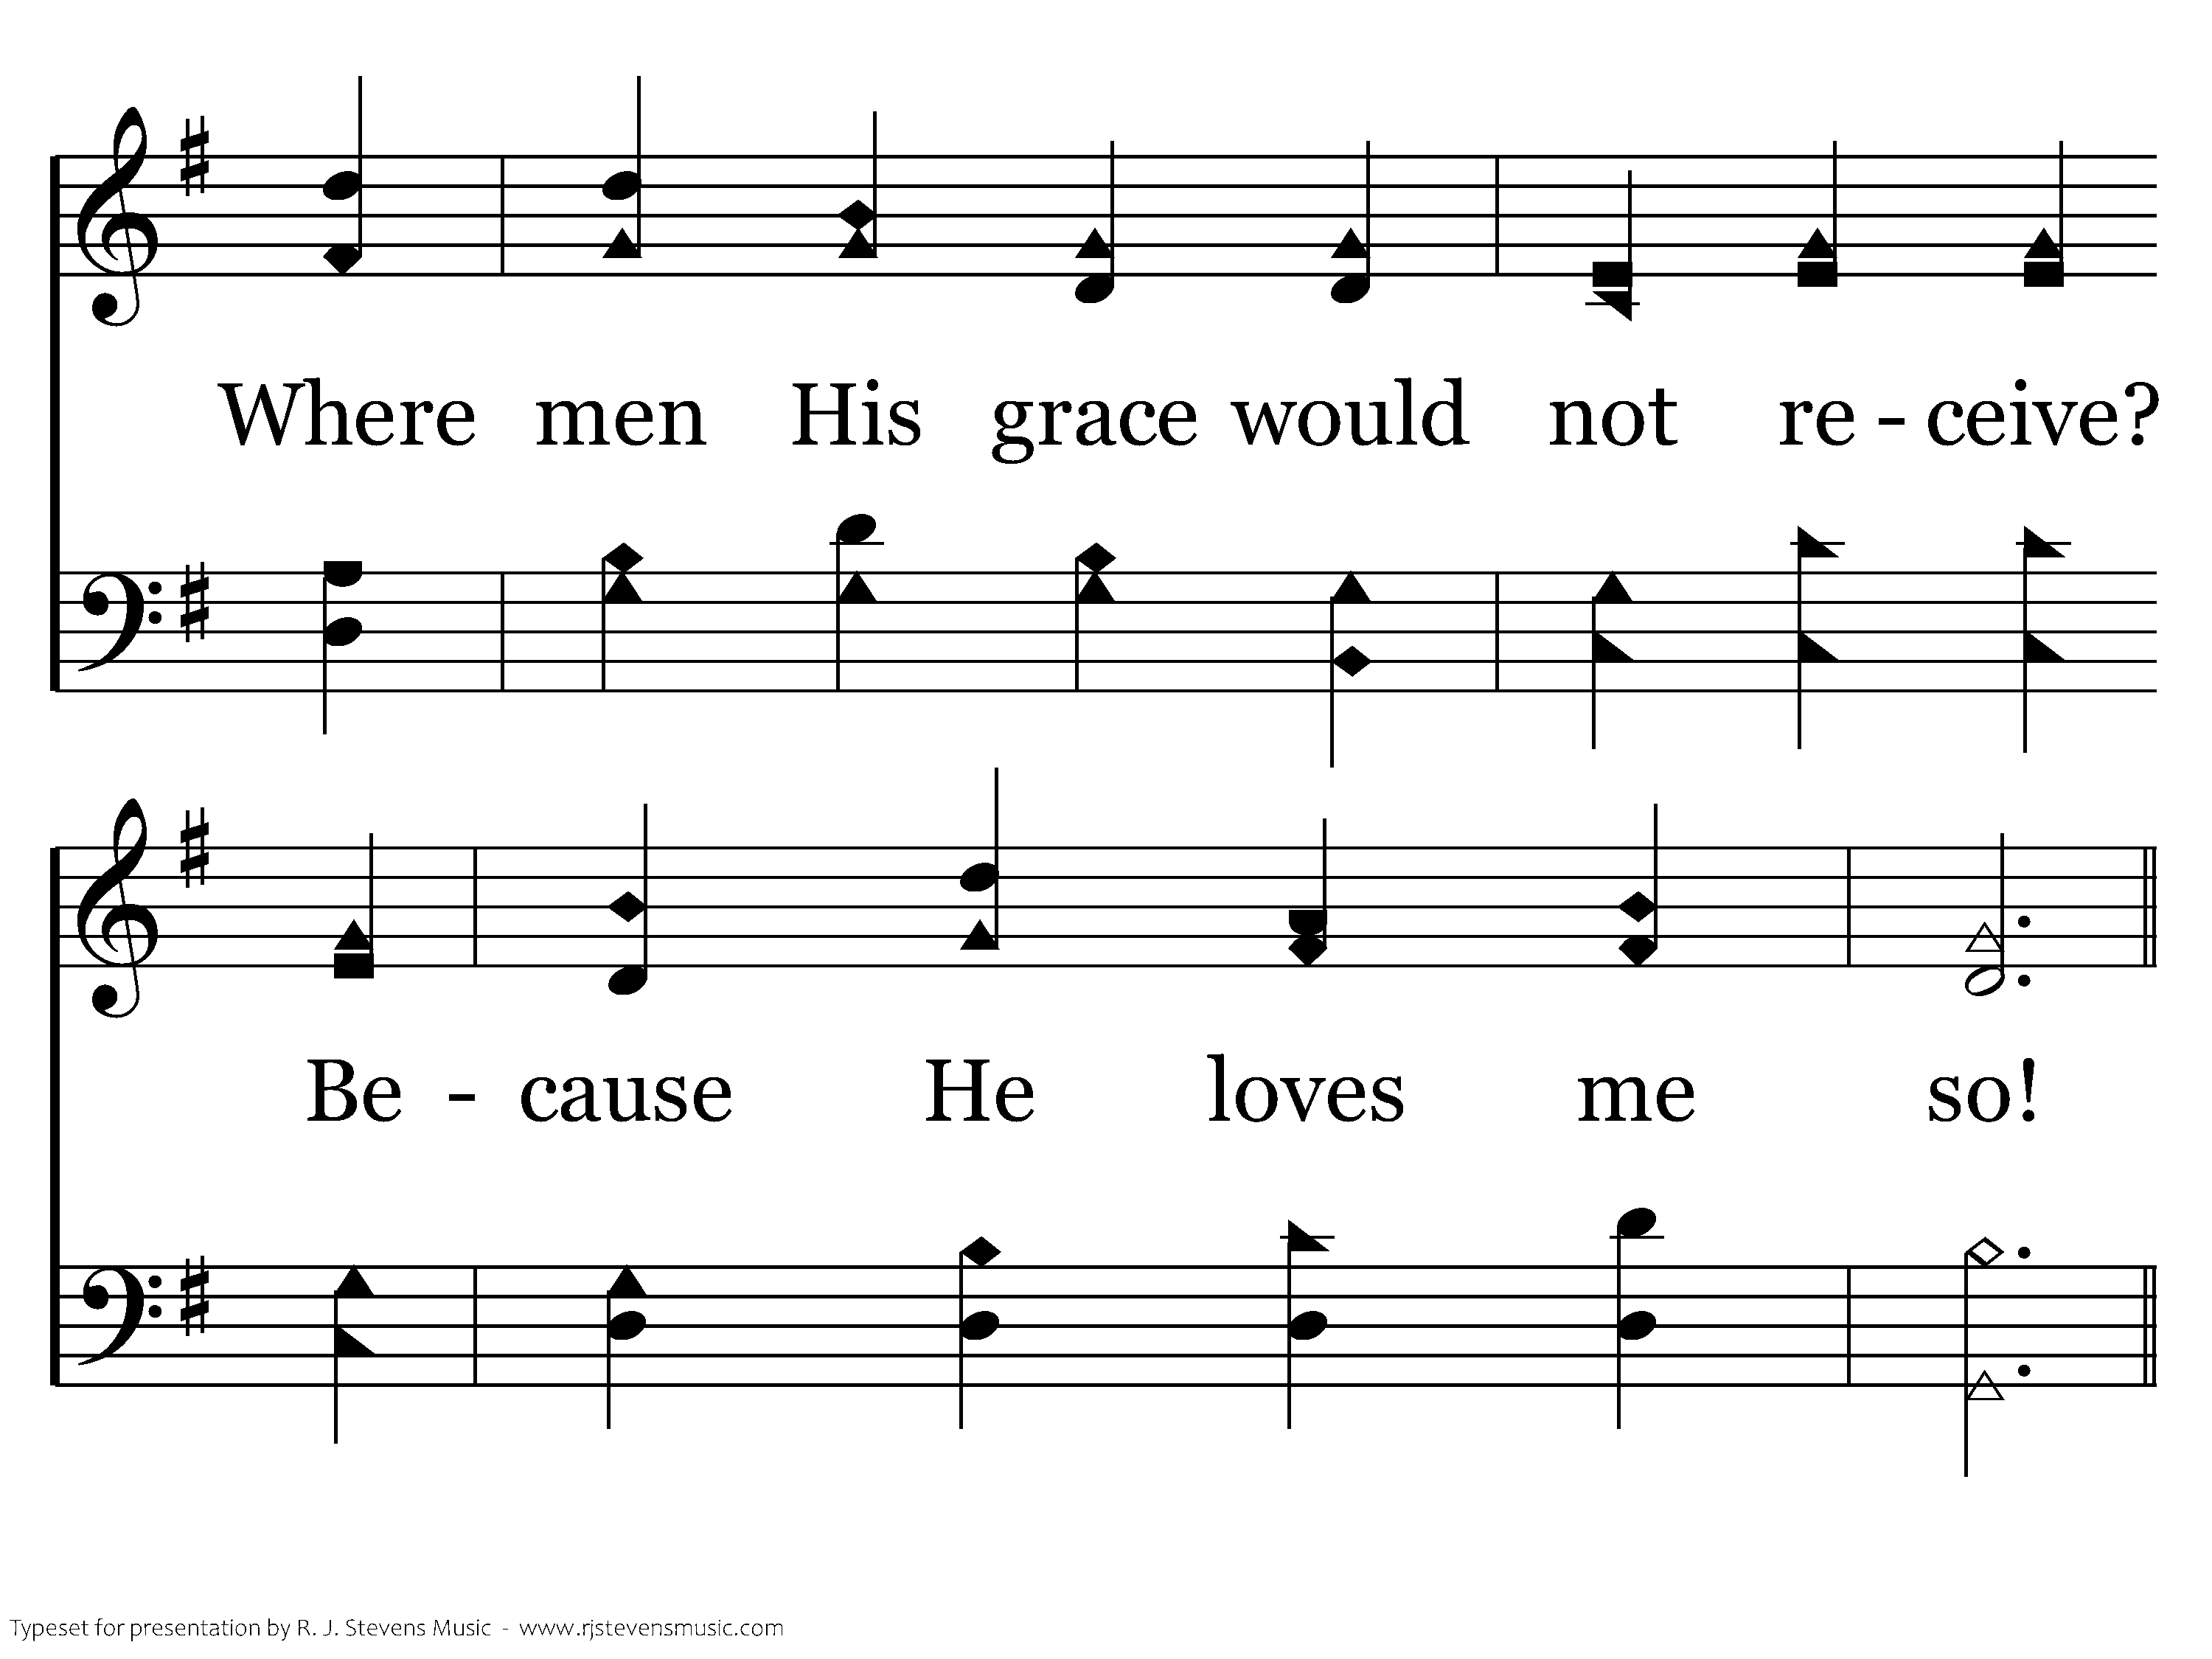 Where men His grace would not re - ceive?
Be - cause He loves me so!
Typeset for presentation by R. J. Stevens Music - www.rjstevensmusic.com